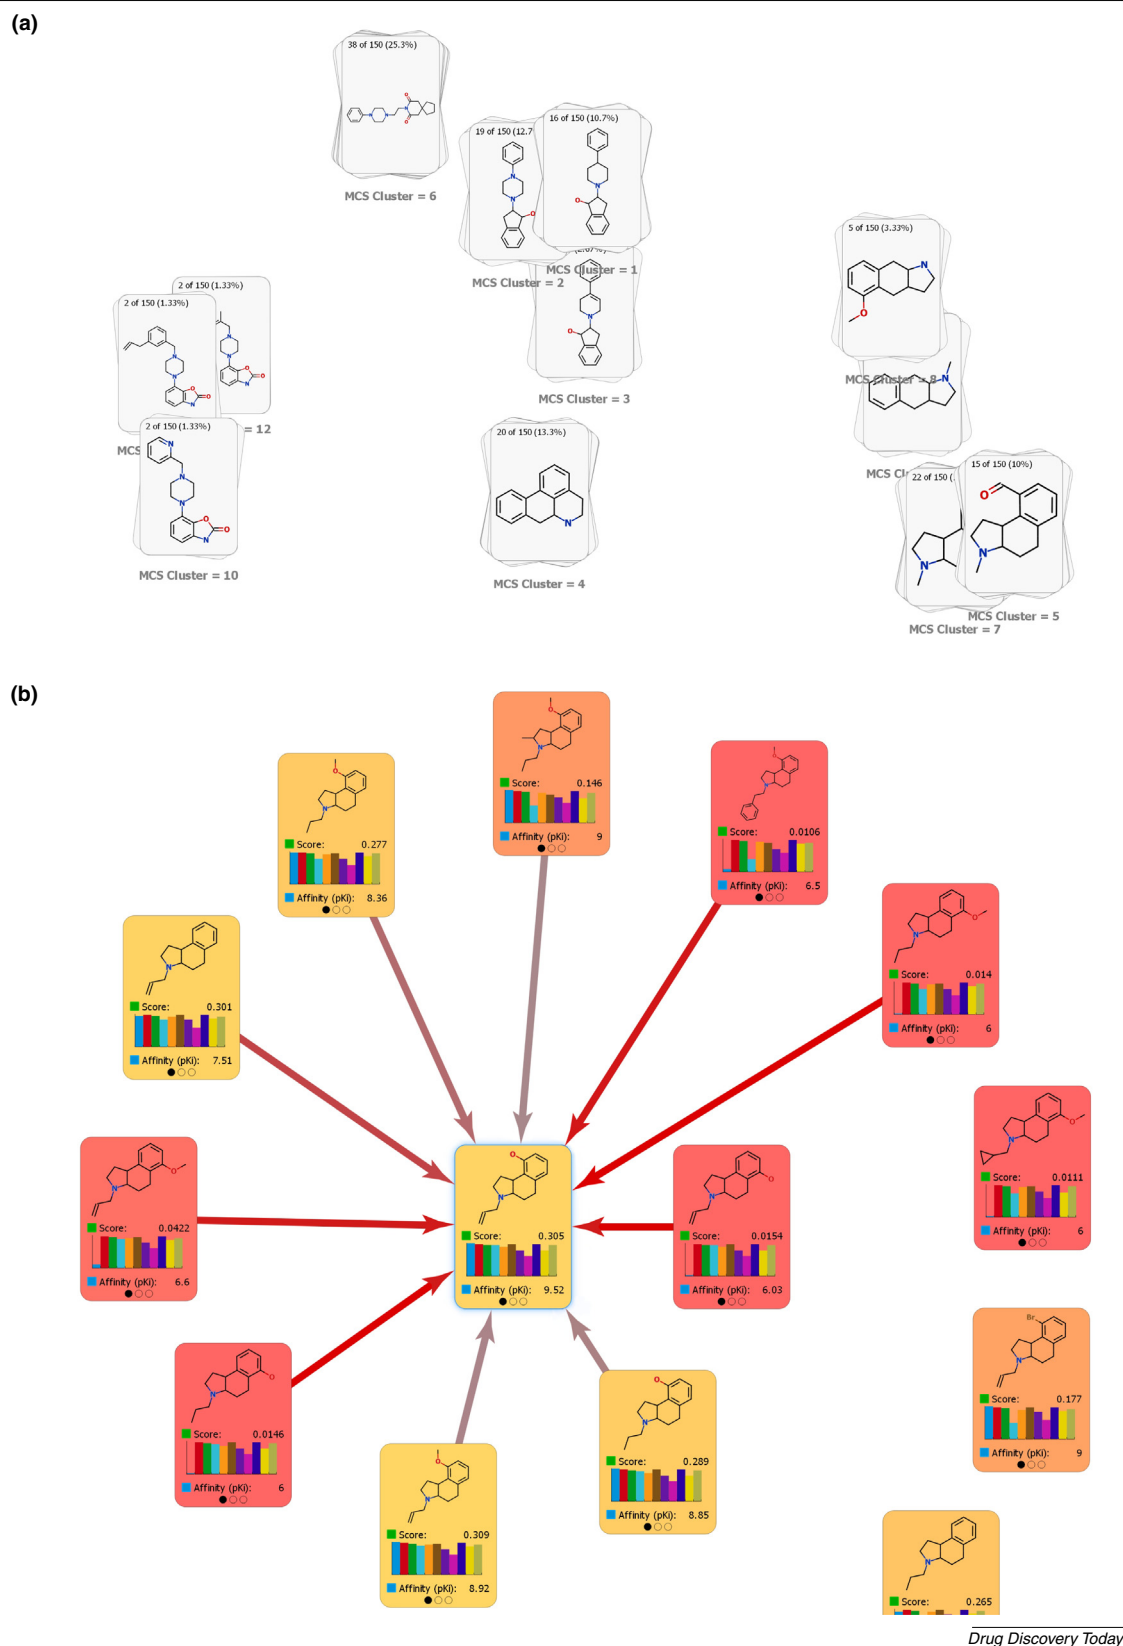 (a)
38 of 150 (25.3%)
MCS Cluster = 6
19 of 150 (12.7
MCS Cluster = 2
16 of 150 (10.7%)
MCS Cluster = 1
MCS Cluster = 3
5 of 150 (3.33%)
MCS Cluster = 8
2 of 150 (1.33%)
= 12
2 of 150 (1.33%)
MCS
2 of 150 (1.33%)
MCS Cluster = 10
20 of 150 (13.3%)
MCS Cluster = 4
22 of 150 (
MCS Cluster = 7
15 of 150 (10%)
MCS Cluster = 5
(b)
Score: 0.146
Affinity (pKi): 9
Score: 0.277
Affinity (pKi): 8.36
Score: 0.0106
Affinity (pKi): 6.5
Score: 0.014
Affinity (pKi): 6
Score: 0.301
Affinity (pKi): 7.51
Score: 0.0111
Affinity (pKi): 6
Score: 0.0422
Affinity (pKi): 6.6
Score: 0.305
Affinity (pKi): 9.52
Score: 0.0154
Affinity (pKi): 6.03
Br
Score: 0.177
Affinity (pKi): 9
Score: 0.0146
Affinity (pKi): 6
Score: 0.289
Affinity (pKi): 8.85
Score: 0.309
Affinity (pKi): 8.92
Score: 0.265
Drug Discovery Today